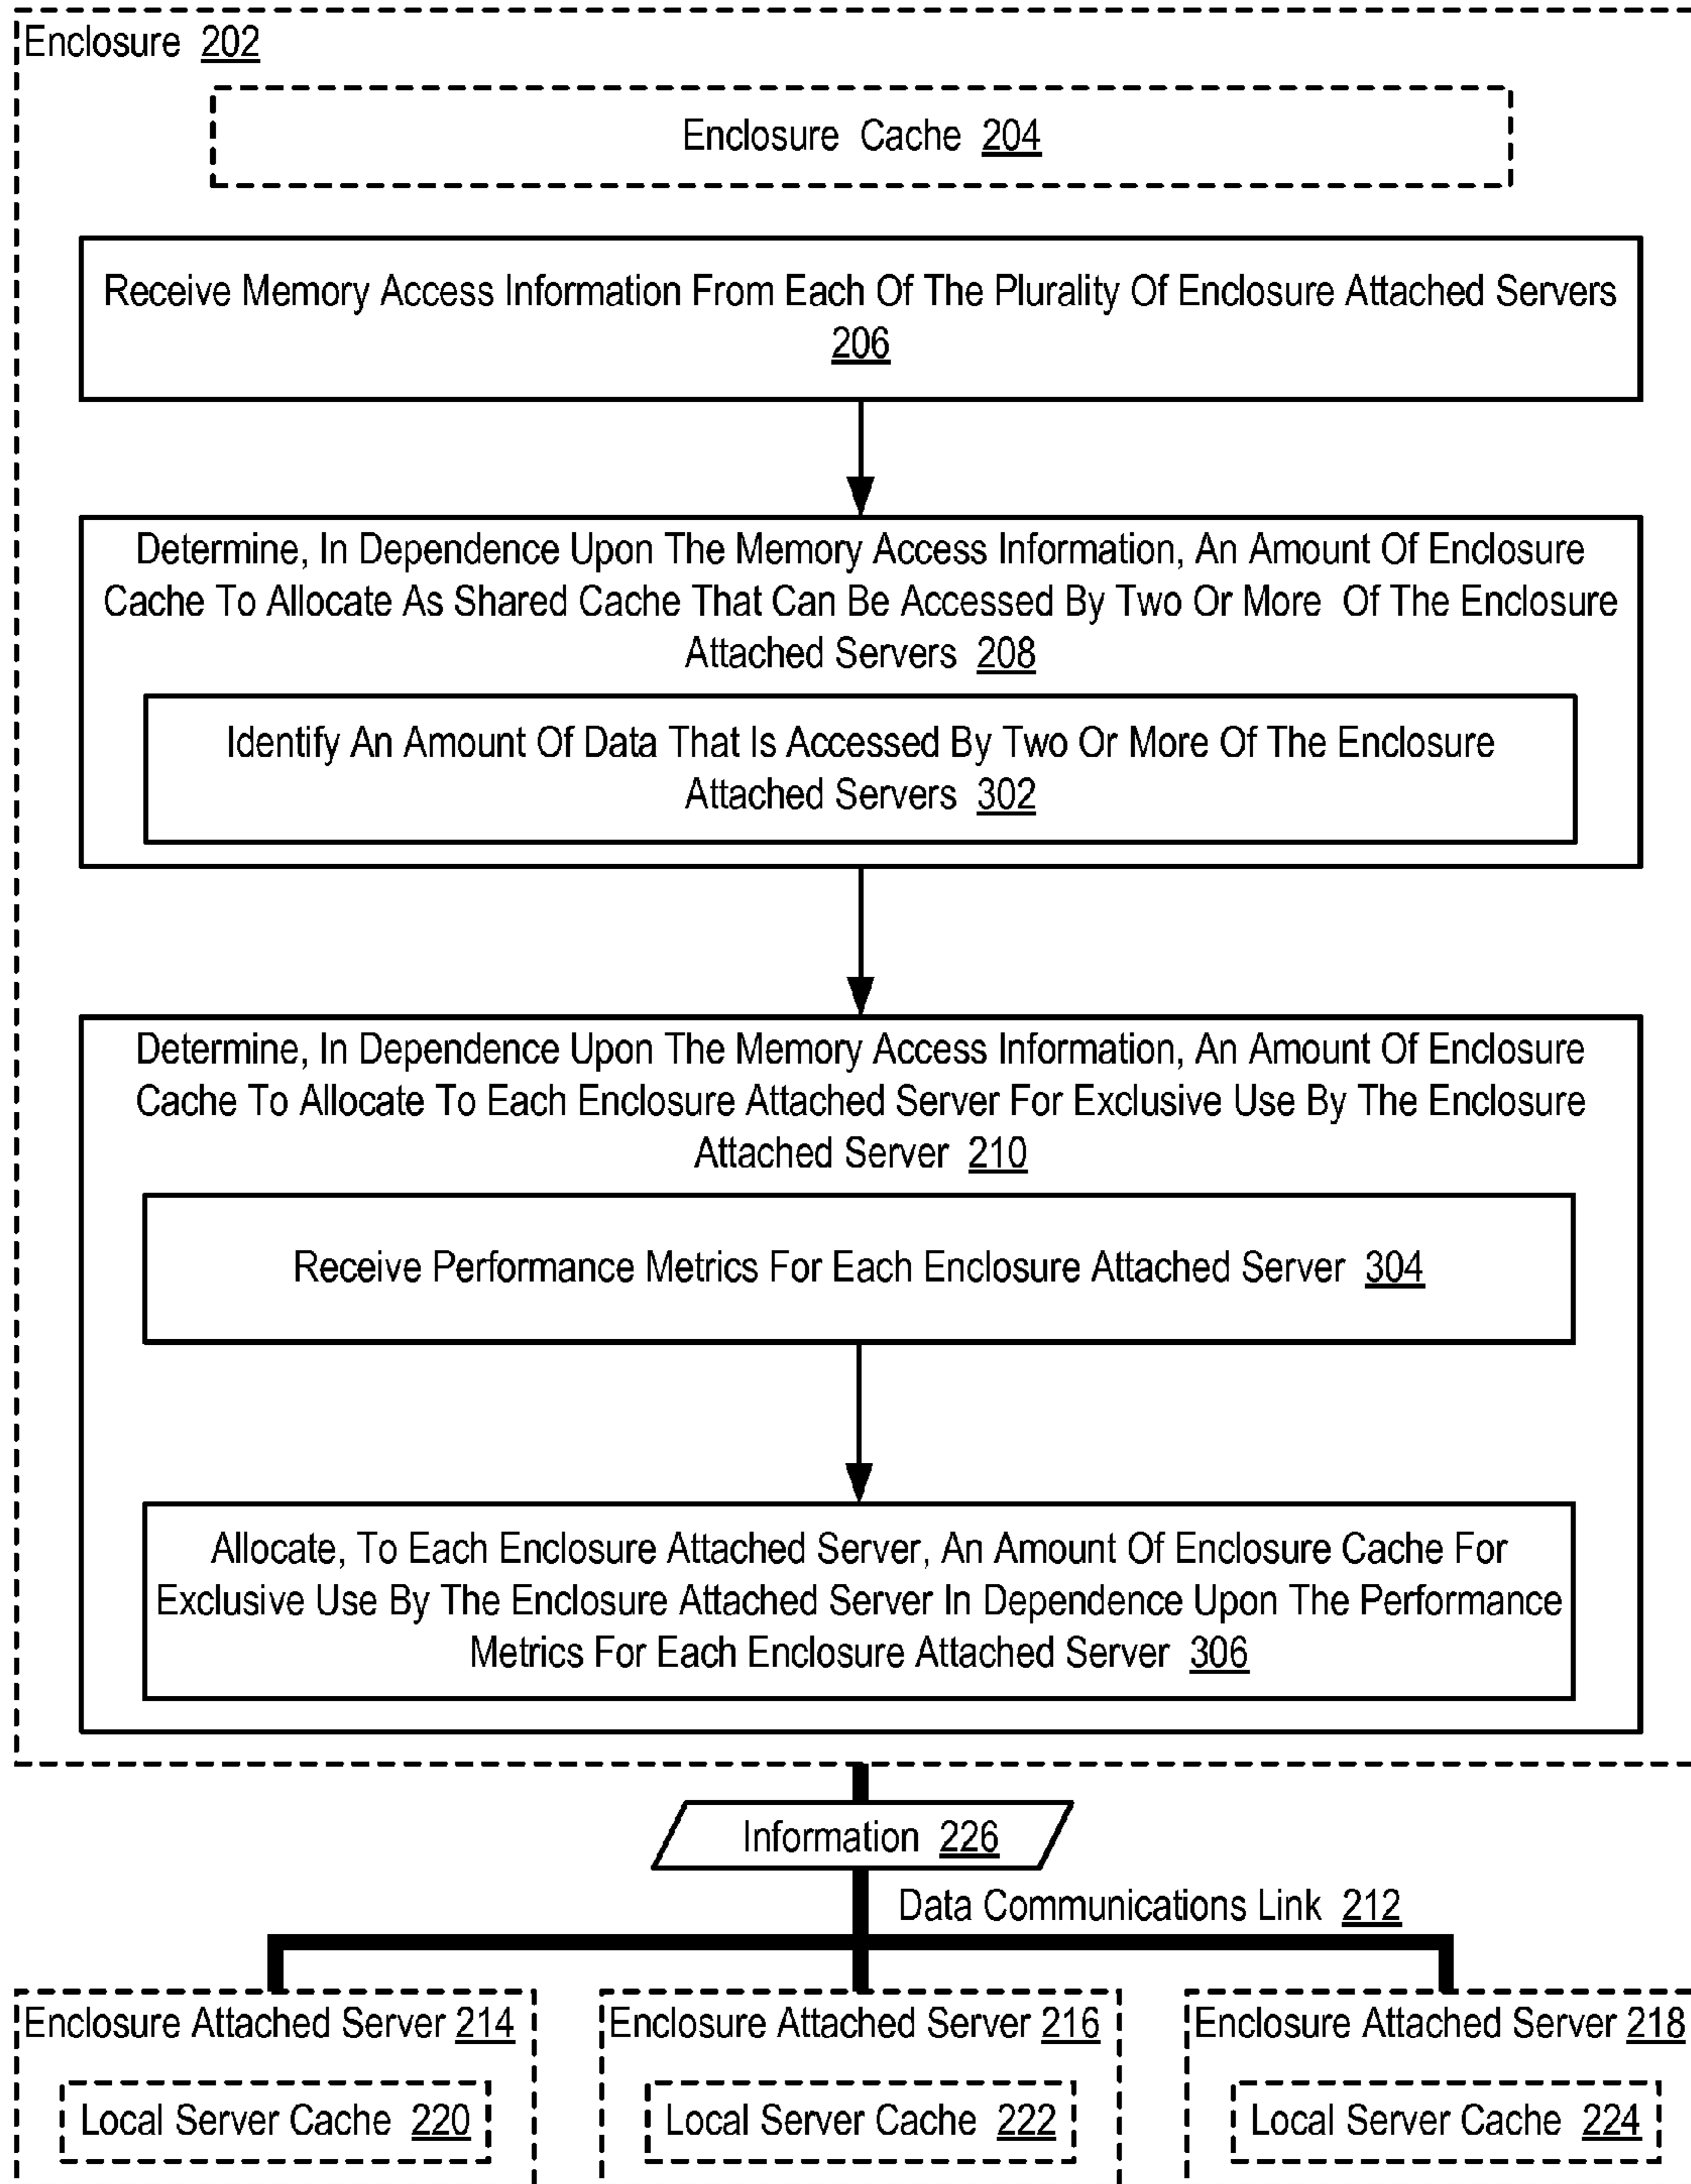 Enclosure 202
Enclosure Cache 204
Receive Memory Access Information From Each Of The Plurality Of Enclosure Attached Servers
206
Determine, In Dependence Upon The Memory Access Information, An Amount Of Enclosure
Cache To Allocate As Shared Cache That Can Be Accessed By Two Or More Of The Enclosure
Attached Servers 208
Identify An Amount Of Data That Is Accessed By Two Or More Of The Enclosure
Attached Servers 302
Determine, In Dependence Upon The Memory Access Information, An Amount Of Enclosure
Cache To Allocate To Each Enclosure Attached Server For Exclusive Use By The Enclosure
Attached Server 210
Receive Performance Metrics For Each Enclosure Attached Server 304
Allocate, To Each Enclosure Attached Server, An Amount Of Enclosure Cache For
Exclusive Use By The Enclosure Attached Server In Dependence Upon The Performance
Metrics For Each Enclosure Attached Server 306
Information 226
Data Communications Link 212
Enclosure Attached Server 214
Local Server Cache 220
Enclosure Attached Server 216
Local Server Cache 222
Enclosure Attached Server 218
Local Server Cache 224